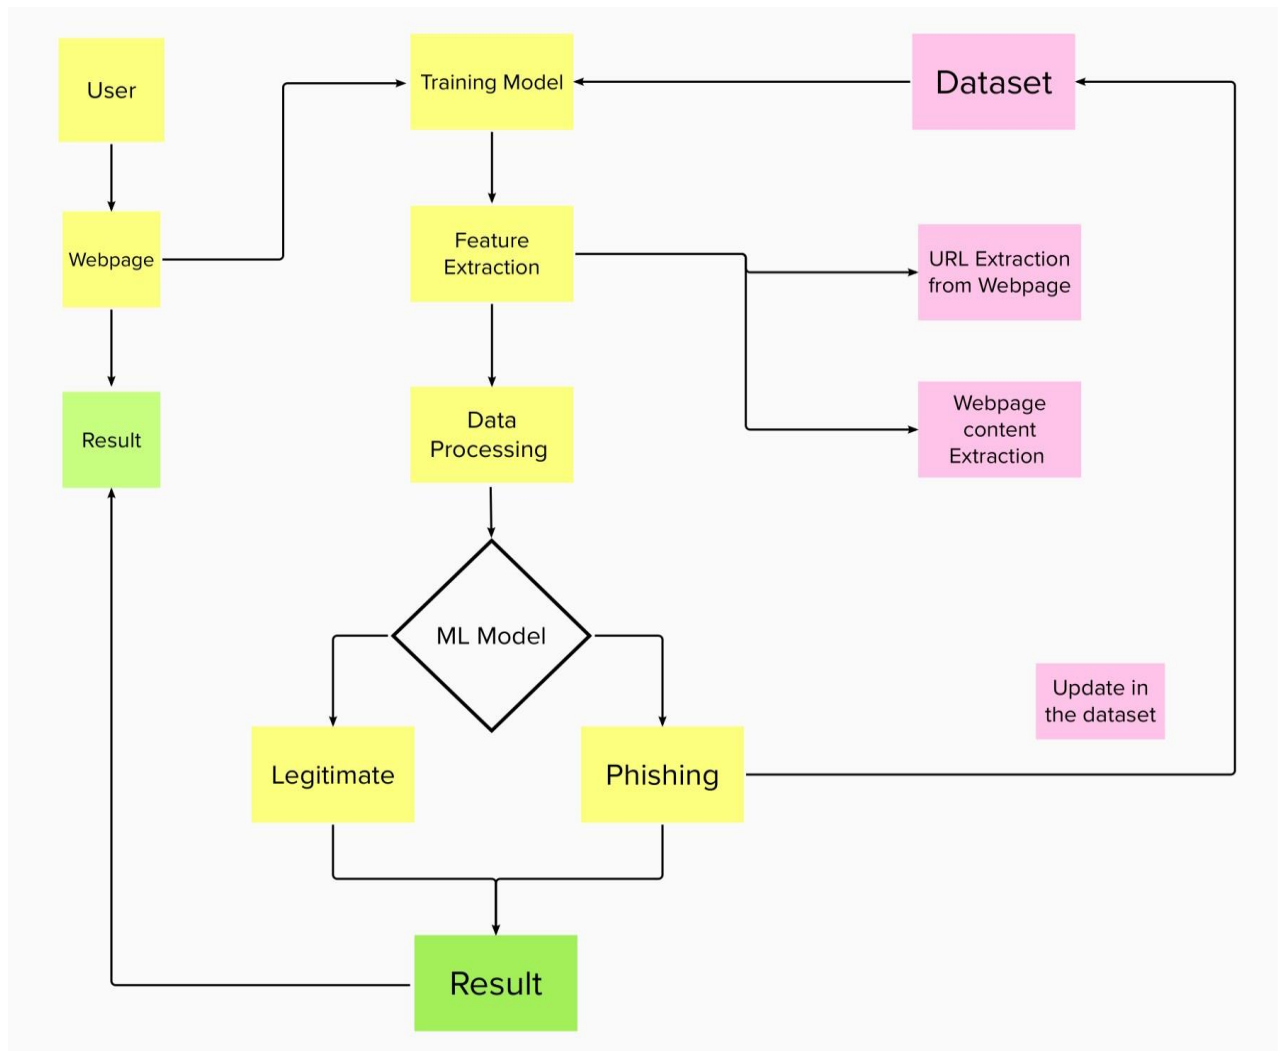 User
Training Model
Dataset
Webpage
Feature
Extraction
URL Extraction
from Webpage
Result
Data
Processing
Webpage
content
Extraction
ML Model
Update in
the dataset
Legitimate
Phishing
Result